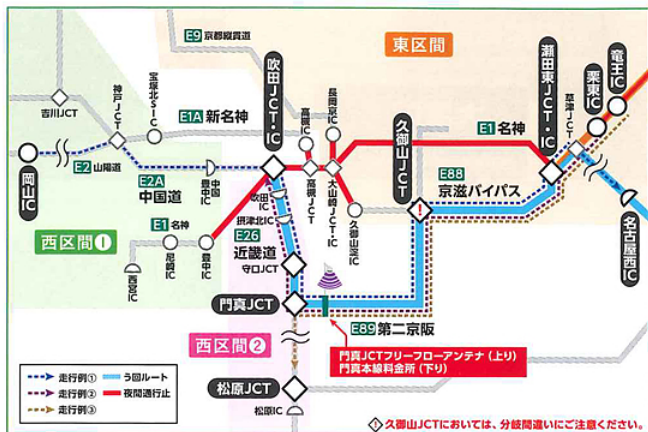 E9 京都縦貫道
東区間
吹田JCT・IC
神戸JCT
宝塚北SIC
吉川JCT
E1A 新名神
高槻IC
長岡京IC
久御山JCT
E1 名神
瀬田東JCT・IC
草津JCT
栗東IC
竜王IC
岡山IC
E2 山陽道
E2A
中国道
中国
豊中IC
高槻JCT
大山崎JCT・IC
E88
京滋バイパス
吹田IC
摂津北IC
久御山淀IC
名古屋西IC
西区間①
E1 名神
西宮IC
尼崎IC
豊中IC
E26
近畿道
守口JCT
門真JCT
E89 第二京阪
西区間②
門真JCTフリーフローアンテナ (上り)
門真本線料金所 (下り)
走行例① う回ルート
走行例② 夜間通行止
走行例③
松原JCT
松原IC
! 久御山JCTにおいては、分岐間違いにご注意ください。